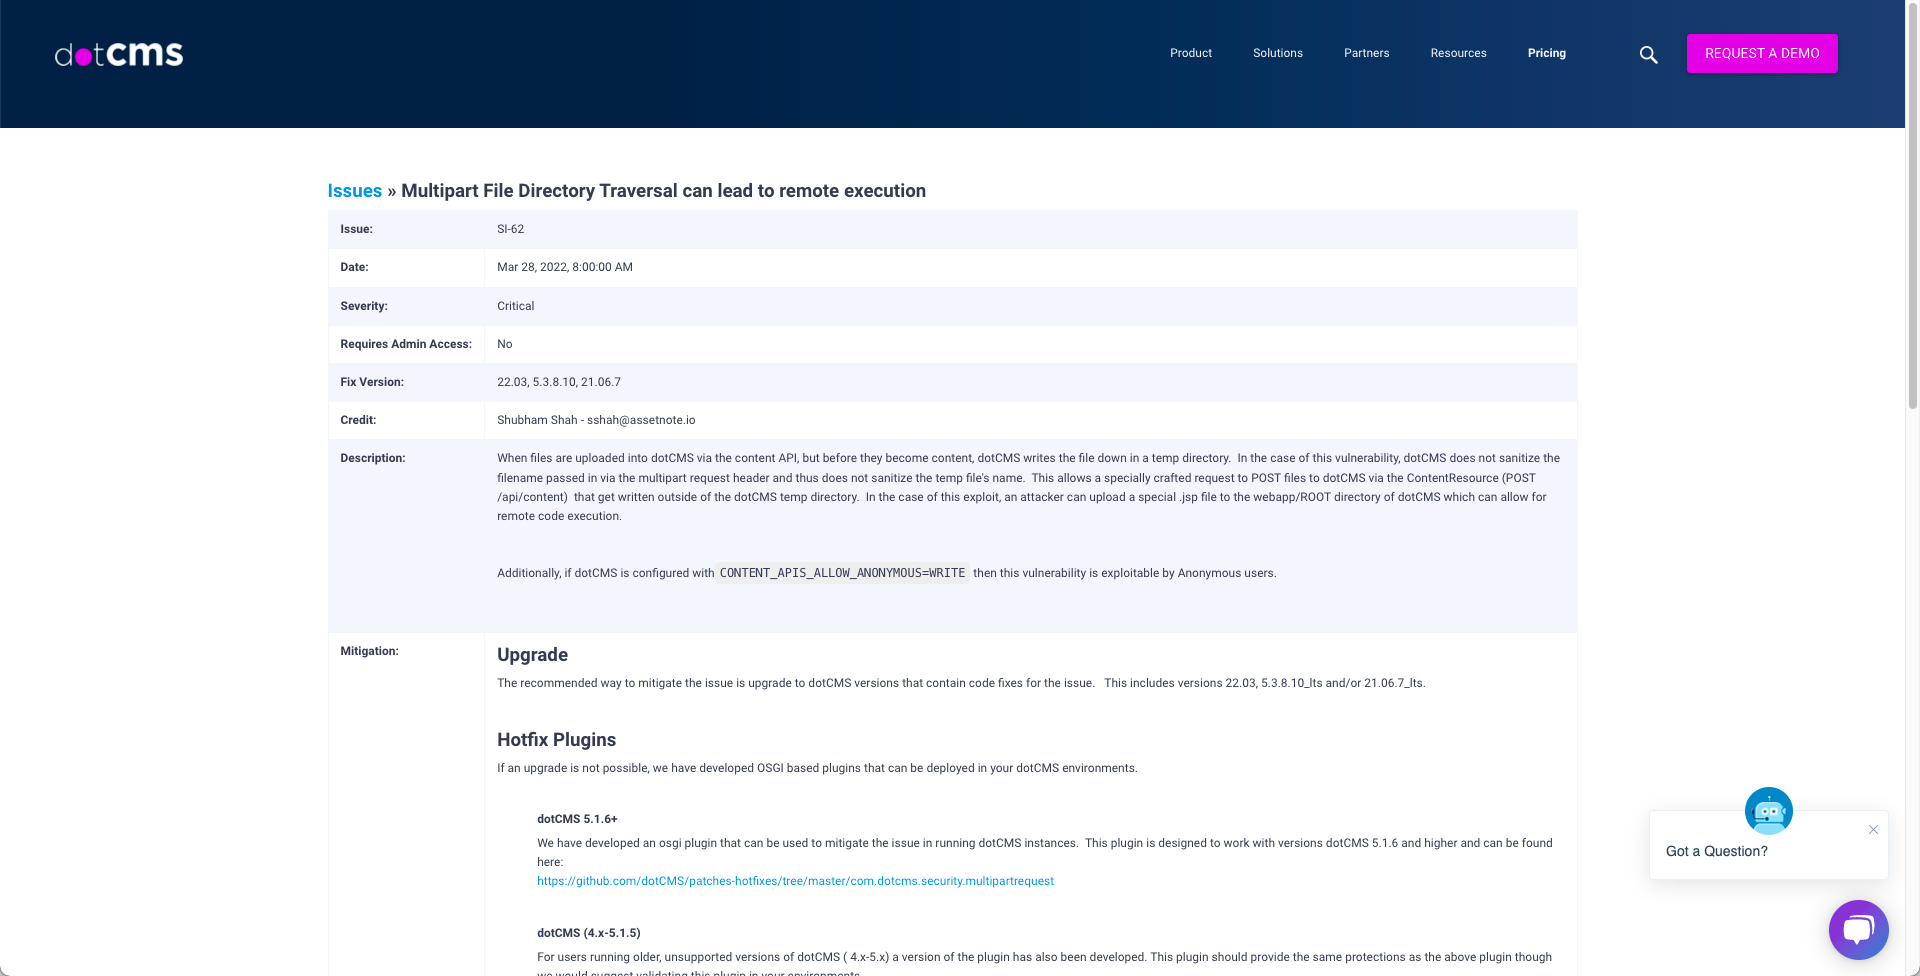 dotCMS
Product Solutions Partners Resources Pricing REQUEST A DEMO
Issues » Multipart File Directory Traversal can lead to remote execution
Issue: SI-62
Date: Mar 28, 2022, 8:00:00 AM
Severity: Critical
Requires Admin Access: No
Fix Version: 22.03, 5.3.8.10, 21.06.7
Credit: Shubham Shah - sshah@assetnote.io
Description: When files are uploaded into dotCMS via the content API, but before they become content, dotCMS writes the file down in a temp directory. In the case of this vulnerability, dotCMS does not sanitize the
filename passed in via the multipart request header and thus does not sanitize the temp file's name. This allows a specially crafted request to POST files to dotCMS via the ContentResource (POST
/api/content) that get written outside of the dotCMS temp directory. In the case of this exploit, an attacker can upload a special .jsp file to the webapp/ROOT directory of dotCMS which can allow for
remote code execution.
Additionally, if dotCMS is configured with CONTENT_APIS_ALLOW_ANONYMOUS=WRITE then this vulnerability is exploitable by Anonymous users.
Mitigation: Upgrade
The recommended way to mitigate the issue is upgrade to dotCMS versions that contain code fixes for the issue. This includes versions 22.03, 5.3.8.10_lts and/or 21.06.7_lts.
Hotfix Plugins
If an upgrade is not possible, we have developed OSGI based plugins that can be deployed in your dotCMS environments.
dotCMS 5.1.6+
We have developed an osgi plugin that can be used to mitigate the issue in running dotCMS instances. This plugin is designed to work with versions dotCMS 5.1.6 and higher and can be found
here:
https://github.com/dotCMS/patches-hotfixes/tree/master/com.dotcms.security.multipartrequest
Got a Question?
dotCMS (4.x-5.1.5)
For users running older, unsupported versions of dotCMS ( 4.x-5.x) a version of the plugin has also been developed. This plugin should provide the same protections as the above plugin though
we would suggest validating this plugin in your environments.